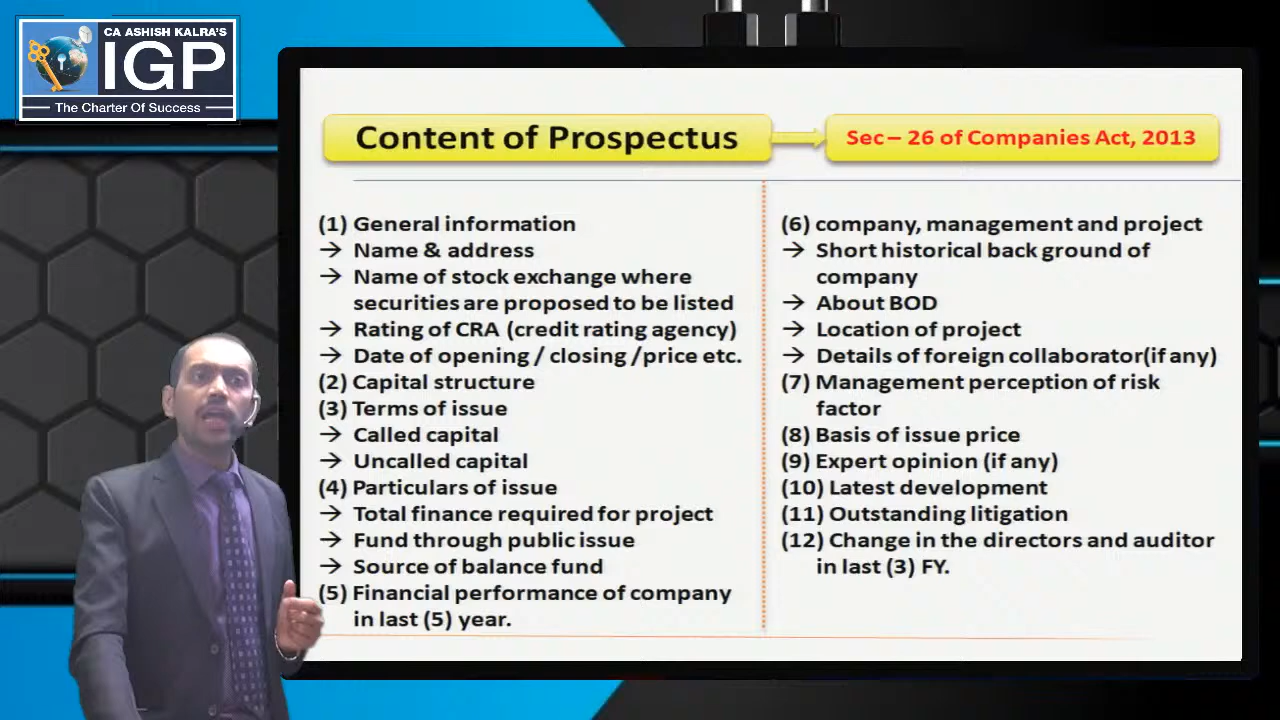 CA ASHISH KALRA'S
IGP
The Charter Of Success
Content of Prospectus
Sec – 26 of Companies Act, 2013
(1) General information
→ Name & address
→ Name of stock exchange where
securities are proposed to be listed
→ Rating of CRA (credit rating agency)
→ Date of opening / closing /price etc.
(2) Capital structure
(3) Terms of issue
→ Called capital
→ Uncalled capital
(4) Particulars of issue
→ Total finance required for project
→ Fund through public issue
→ Source of balance fund
(5) Financial performance of company
in last (5) year.
(6) company, management and project
→ Short historical back ground of
company
→ About BOD
→ Location of project
→ Details of foreign collaborator(if any)
(7) Management perception of risk
factor
(8) Basis of issue price
(9) Expert opinion (if any)
(10) Latest development
(11) Outstanding litigation
(12) Change in the directors and auditor
in last (3) FY.